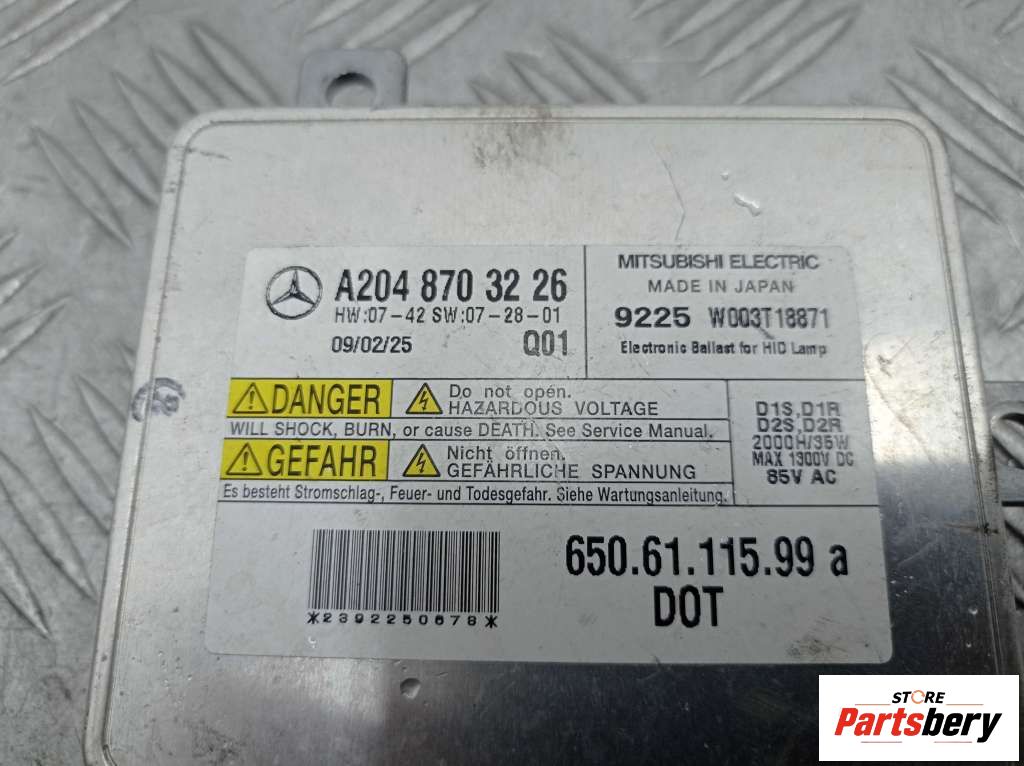 A204 870 32 26
HW:07-42 SW:07-28-01
09/02/25 Q01
MITSUBISHI ELECTRIC
MADE IN JAPAN
9225 W003T18871
Electronic Ballast for HID Lamp
DANGER
Do not open.
HAZARDOUS VOLTAGE
WILL SHOCK, BURN, or cause DEATH. See Service Manual.
GEFAHR
Nicht öffnen.
GEFÄHRLICHE SPANNUNG
Es besteht Stromschlag-, Feuer- und Todesgefahr. Siehe Wartungsanleitung.
D1S,D1R
D2S,D2R
2000H/35W
MAX 1300V DC
85V AC
*2392250678*
650.61.115.99 a
DOT
STORE
Partsbery